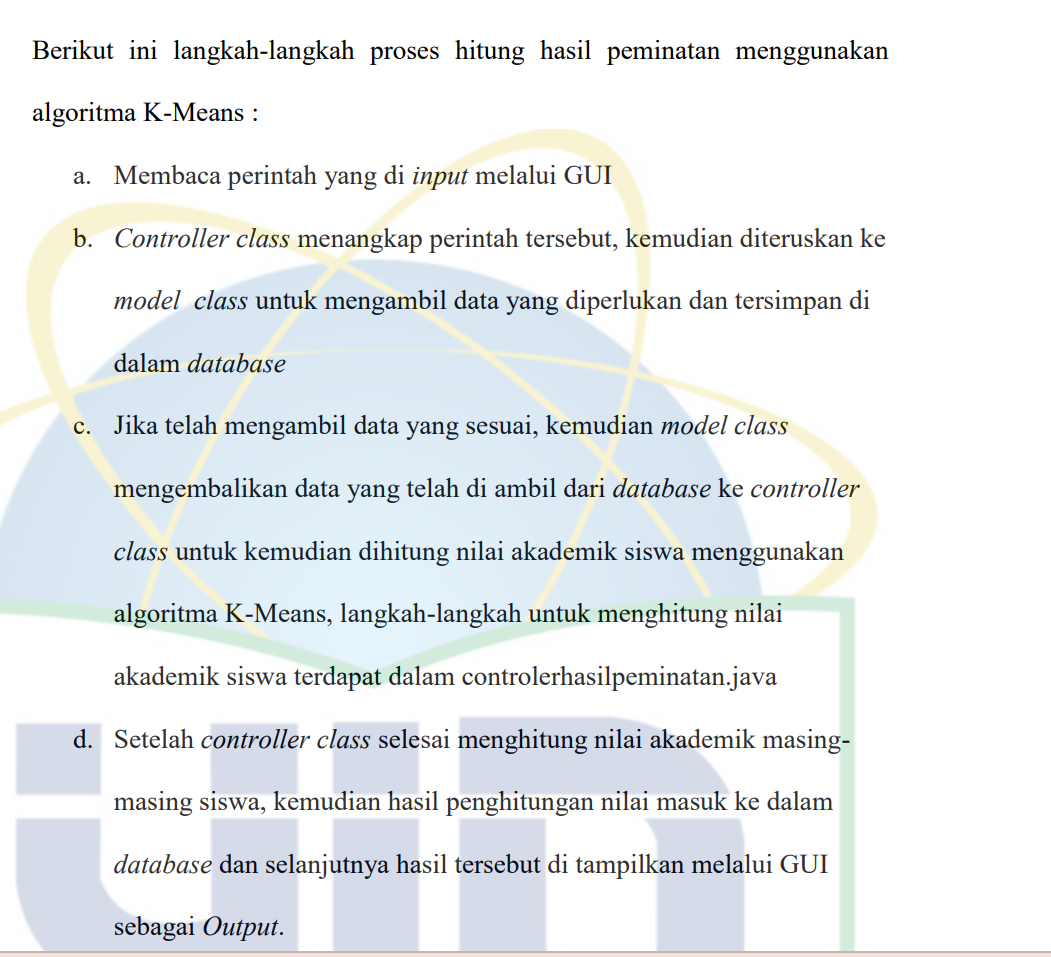 Berikut ini langkah-langkah proses hitung hasil peminatan menggunakan
algoritma K-Means :
a. Membaca perintah yang di input melalui GUI
b. Controller class menangkap perintah tersebut, kemudian diteruskan ke
model class untuk mengambil data yang diperlukan dan tersimpan di
dalam database
c. Jika telah mengambil data yang sesuai, kemudian model class
mengembalikan data yang telah di ambil dari database ke controller
class untuk kemudian dihitung nilai akademik siswa menggunakan
algoritma K-Means, langkah-langkah untuk menghitung nilai
akademik siswa terdapat dalam controlerhasilpeminatan.java
d. Setelah controller class selesai menghitung nilai akademik masing-
masing siswa, kemudian hasil penghitungan nilai masuk ke dalam
database dan selanjutnya hasil tersebut di tampilkan melalui GUI
sebagai Output.
uin